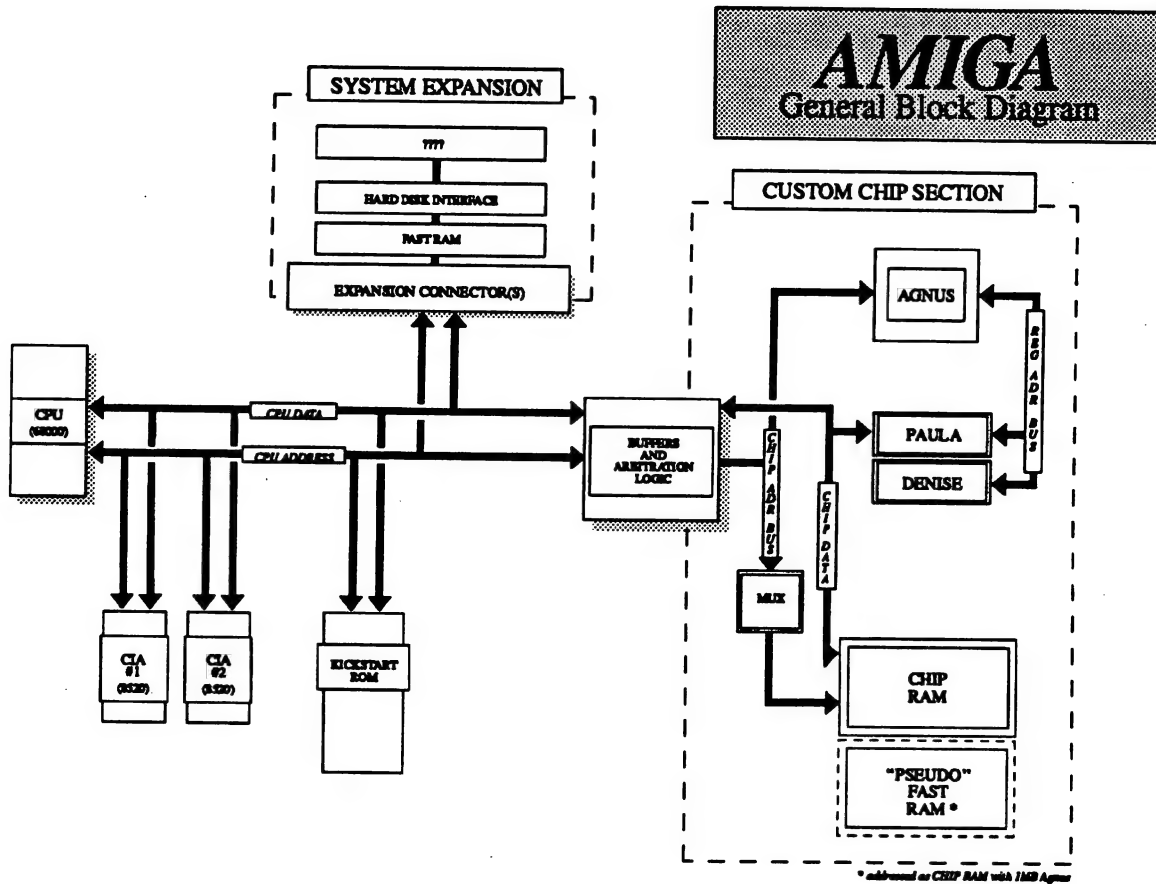 AMIGA
General Block Diagram
SYSTEM EXPANSION
????
HARD DISK INTERFACE
FAST RAM
EXPANSION CONNECTOR(S)
CUSTOM CHIP SECTION
AGNUS
REG ADR BUS
CPU
(68000)
CPU DATA
CPU ADDRESS
BUFFERS
AND
ARBITRATION
LOGIC
CHIP ADR BUS
CHIP DATA
PAULA
DENISE
MUX
CIA
#1
(8520)
CIA
#2
(8520)
KICKSTART
ROM
CHIP
RAM
"PSEUDO"
FAST
RAM *
* addressed as CHIP RAM with 1MB Agnus